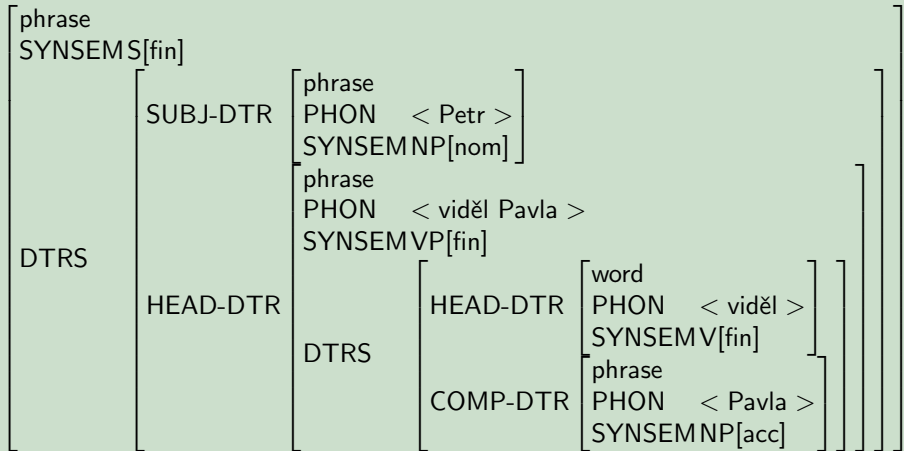 phrase
SYNSEM S[fin]
DTRS
SUBJ-DTR
phrase
PHON < Petr >
SYNSEM NP[nom]
HEAD-DTR
phrase
PHON < viděl Pavla >
SYNSEM VP[fin]
DTRS
HEAD-DTR
word
PHON < viděl >
SYNSEM V[fin]
COMP-DTR
phrase
PHON < Pavla >
SYNSEM NP[acc]